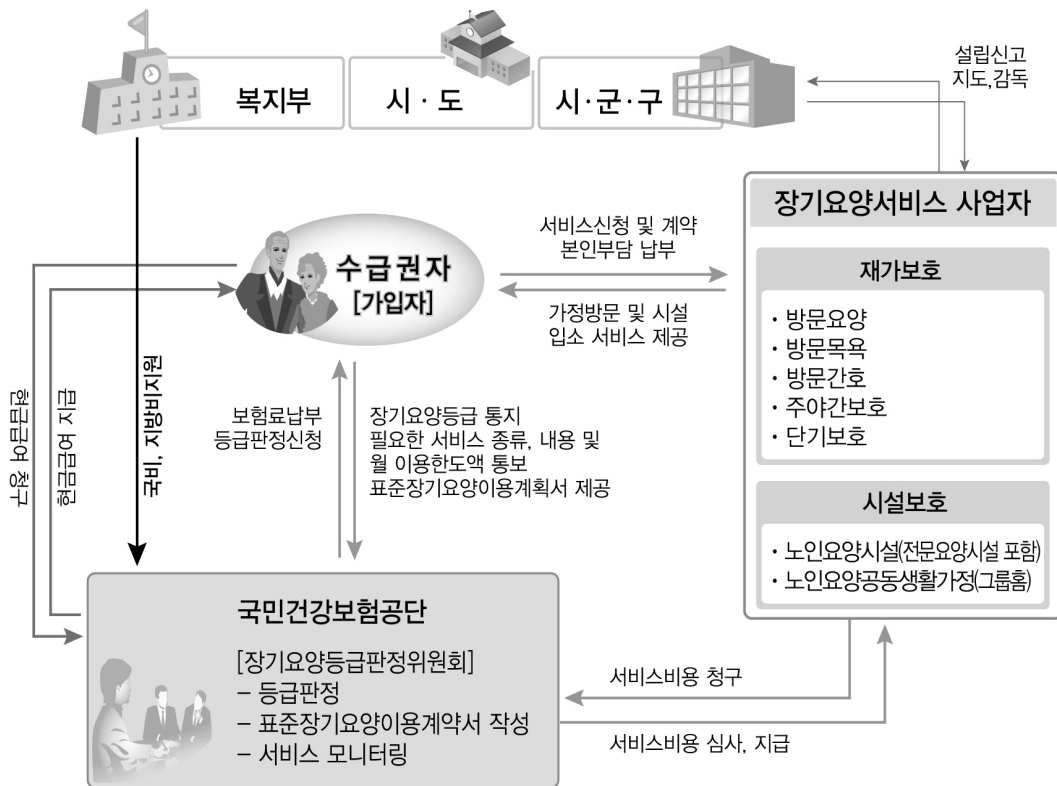 복지부
시·도
시·군·구
설립신고
지도,감독
장기요양서비스 사업자
재가보호
· 방문요양
· 방문목욕
· 방문간호
· 주야간보호
· 단기보호
시설보호
· 노인요양시설(전문요양시설 포함)
· 노인요양공동생활가정(그룹홈)
수급권자
[가입자]
서비스신청 및 계약
본인부담 납부
가정방문 및 시설
입소 서비스 제공
현금급여 청구
현금급여 지급
국비, 지방비지원
보험료납부
등급판정신청
장기요양등급 통지
필요한 서비스 종류, 내용 및
월 이용한도액 통보
표준장기요양이용계획서 제공
국민건강보험공단
[장기요양등급판정위원회]
– 등급판정
– 표준장기요양이용계약서 작성
– 서비스 모니터링
서비스비용 청구
서비스비용 심사, 지급